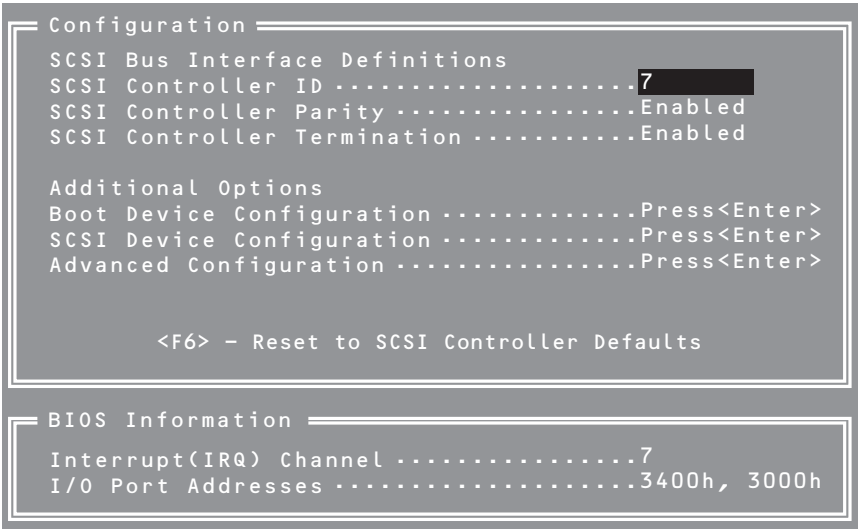 Configuration
SCSI Bus Interface Definitions
SCSI Controller ID ····················7
SCSI Controller Parity ················Enabled
SCSI Controller Termination ···········Enabled
Additional Options
Boot Device Configuration ·············Press<Enter>
SCSI Device Configuration ·············Press<Enter>
Advanced Configuration ················Press<Enter>
<F6> – Reset to SCSI Controller Defaults
BIOS Information
Interrupt(IRQ) Channel ················7
I/O Port Addresses ····················3400h, 3000h